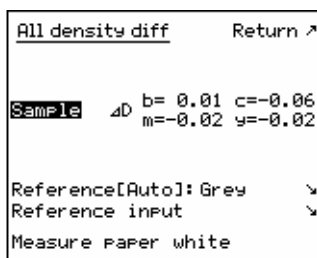 All density diff Return ↗
Sample ⊿D b= 0.01 c=-0.06
m=-0.02 y=-0.02
Reference[Auto]: Grey ↘
Reference input ↘
Measure paper white